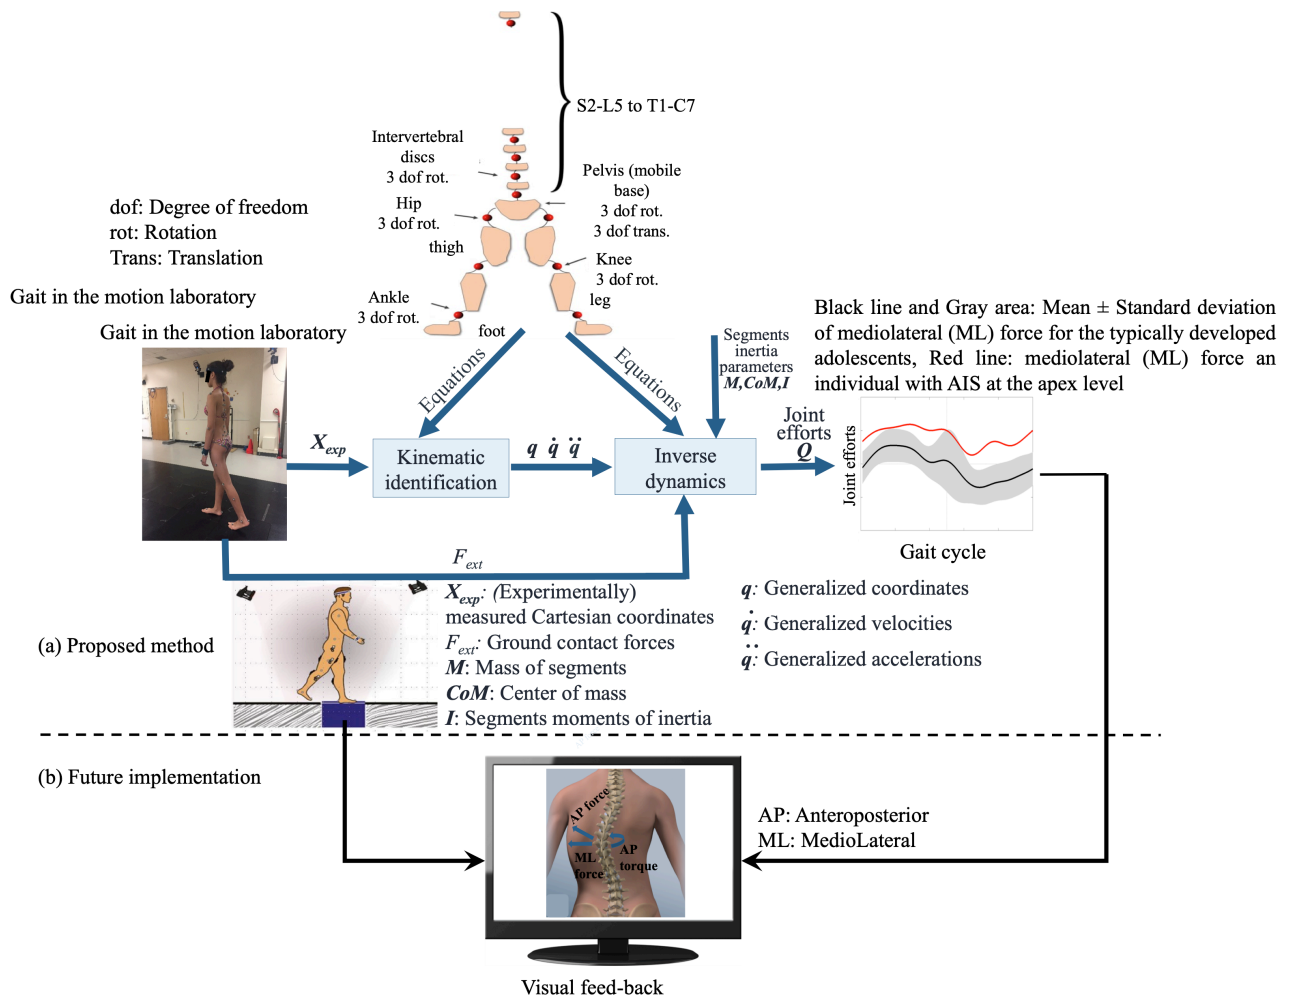 S2-L5 to T1-C7
Intervertebral
discs
3 dof rot.
Pelvis (mobile
base)
3 dof rot.
3 dof trans.
Hip
3 dof rot.
thigh
Knee
3 dof rot.
leg
Ankle
3 dof rot.
foot
dof: Degree of freedom
rot: Rotation
Trans: Translation
Gait in the motion laboratory
Gait in the motion laboratory
Equations
Equations
Segments
inertia
parameters
M,CoM,I
Black line and Gray area: Mean ± Standard deviation
of mediolateral (ML) force for the typically developed
adolescents, Red line: mediolateral (ML) force an
individual with AIS at the apex level
Xexp
Kinematic
identification
q q̇ q̈
Inverse
dynamics
Joint
efforts
Q
Joint efforts
Gait cycle
Fext
Xexp: (Experimentally)
measured Cartesian coordinates
Fext: Ground contact forces
M: Mass of segments
CoM: Center of mass
I: Segments moments of inertia
q: Generalized coordinates
q̇: Generalized velocities
q̈: Generalized accelerations
(a) Proposed method
(b) Future implementation
AP force
ML
force
AP
torque
AP: Anteroposterior
ML: MedioLateral
Visual feed-back